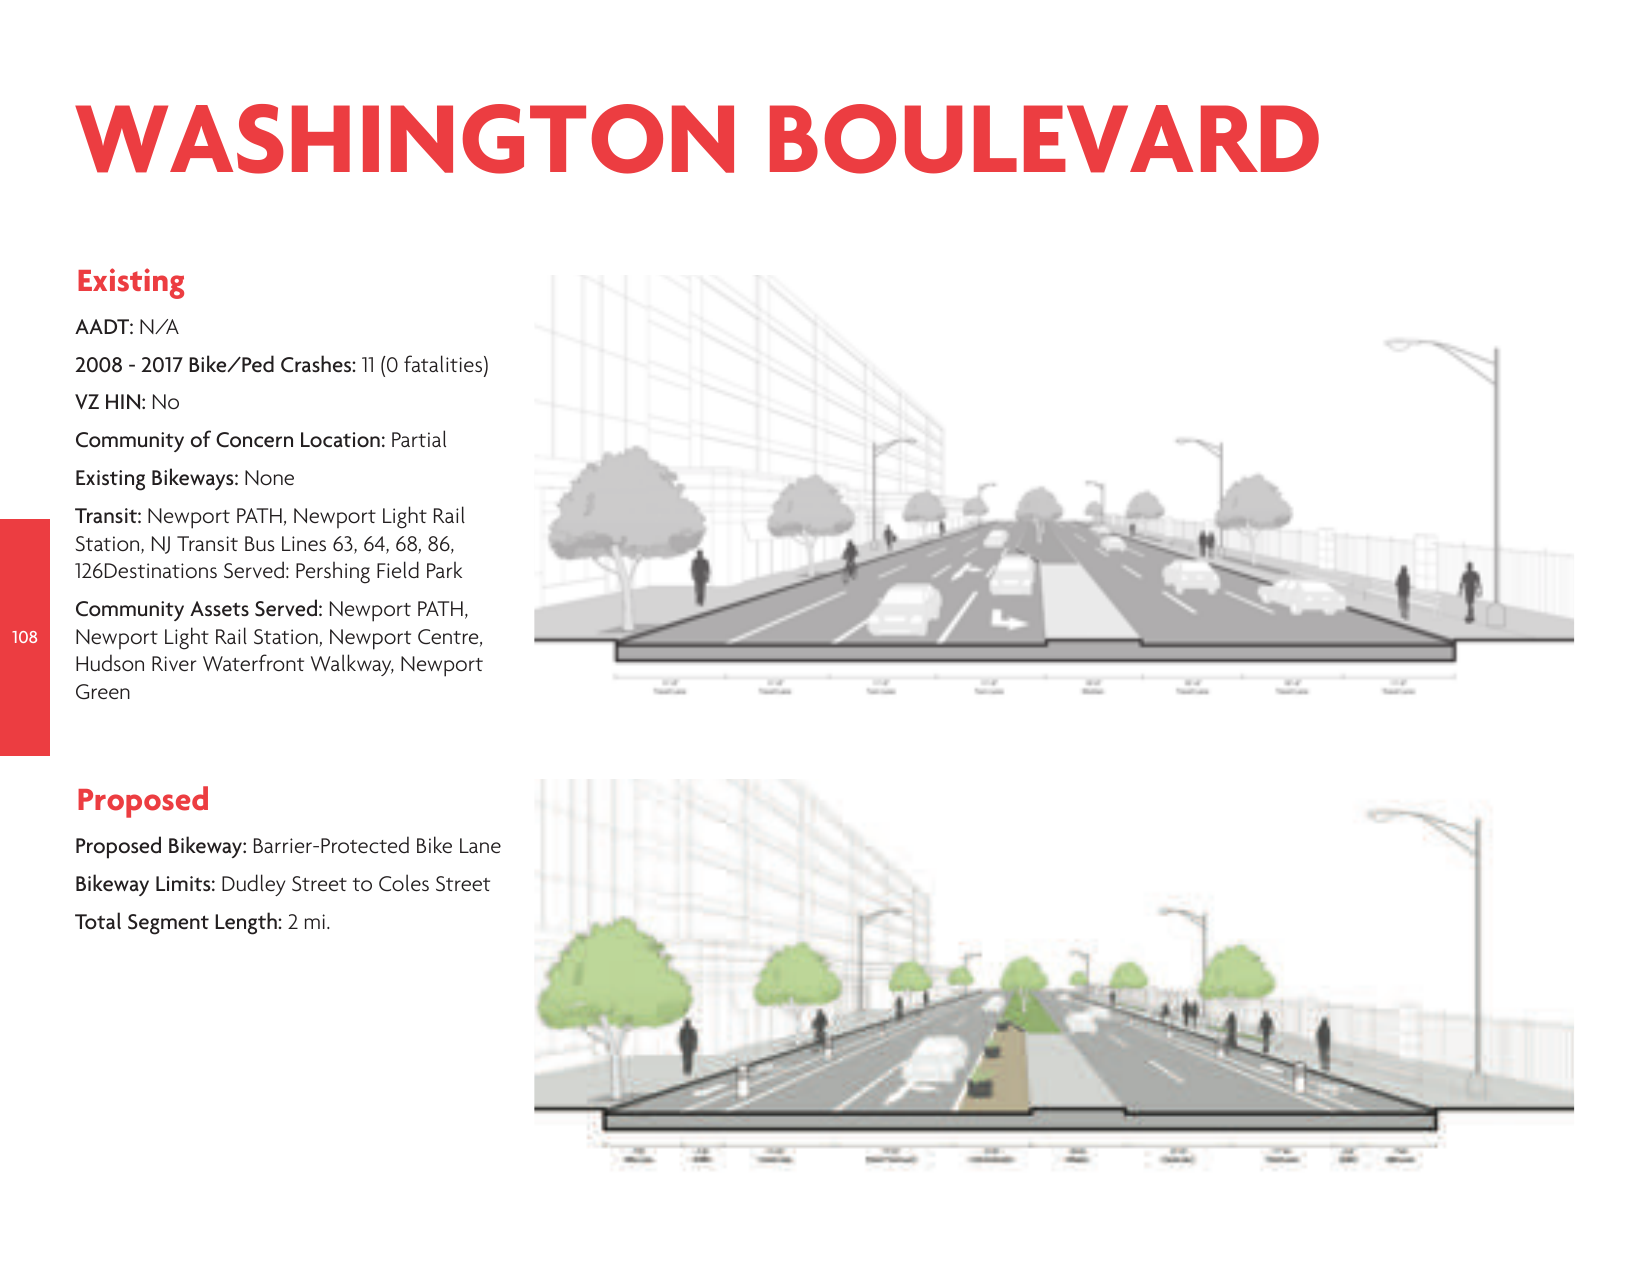 WASHINGTON BOULEVARD
Existing
AADT: N/A
2008 - 2017 Bike/Ped Crashes: 11 (0 fatalities)
VZ HIN: No
Community of Concern Location: Partial
Existing Bikeways: None
Transit: Newport PATH, Newport Light Rail
Station, NJ Transit Bus Lines 63, 64, 68, 86,
126Destinations Served: Pershing Field Park
Community Assets Served: Newport PATH,
Newport Light Rail Station, Newport Centre,
Hudson River Waterfront Walkway, Newport
Green
108
Proposed
Proposed Bikeway: Barrier-Protected Bike Lane
Bikeway Limits: Dudley Street to Coles Street
Total Segment Length: 2 mi.